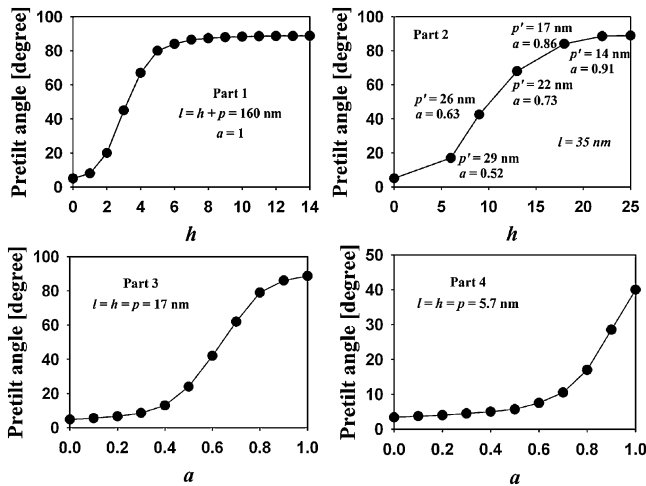 Pretilt angle [degree]
100
80
60
40
20
0
Part 1
l = h + p = 160 nm
a = 1
0 2 4 6 8 10 12 14
h
Pretilt angle [degree]
100
80
60
40
20
0
Part 2
p' = 17 nm
a = 0.86
p' = 14 nm
a = 0.91
p' = 22 nm
a = 0.73
p' = 26 nm
a = 0.63
p' = 29 nm
a = 0.52
l = 35 nm
0 5 10 15 20 25
h
Pretilt angle [degree]
100
80
60
40
20
0
Part 3
l = h = p = 17 nm
0.0 0.2 0.4 0.6 0.8 1.0
a
Pretilt angle [degree]
50
40
30
20
10
0
Part 4
l = h = p = 5.7 nm
0.0 0.2 0.4 0.6 0.8 1.0
a